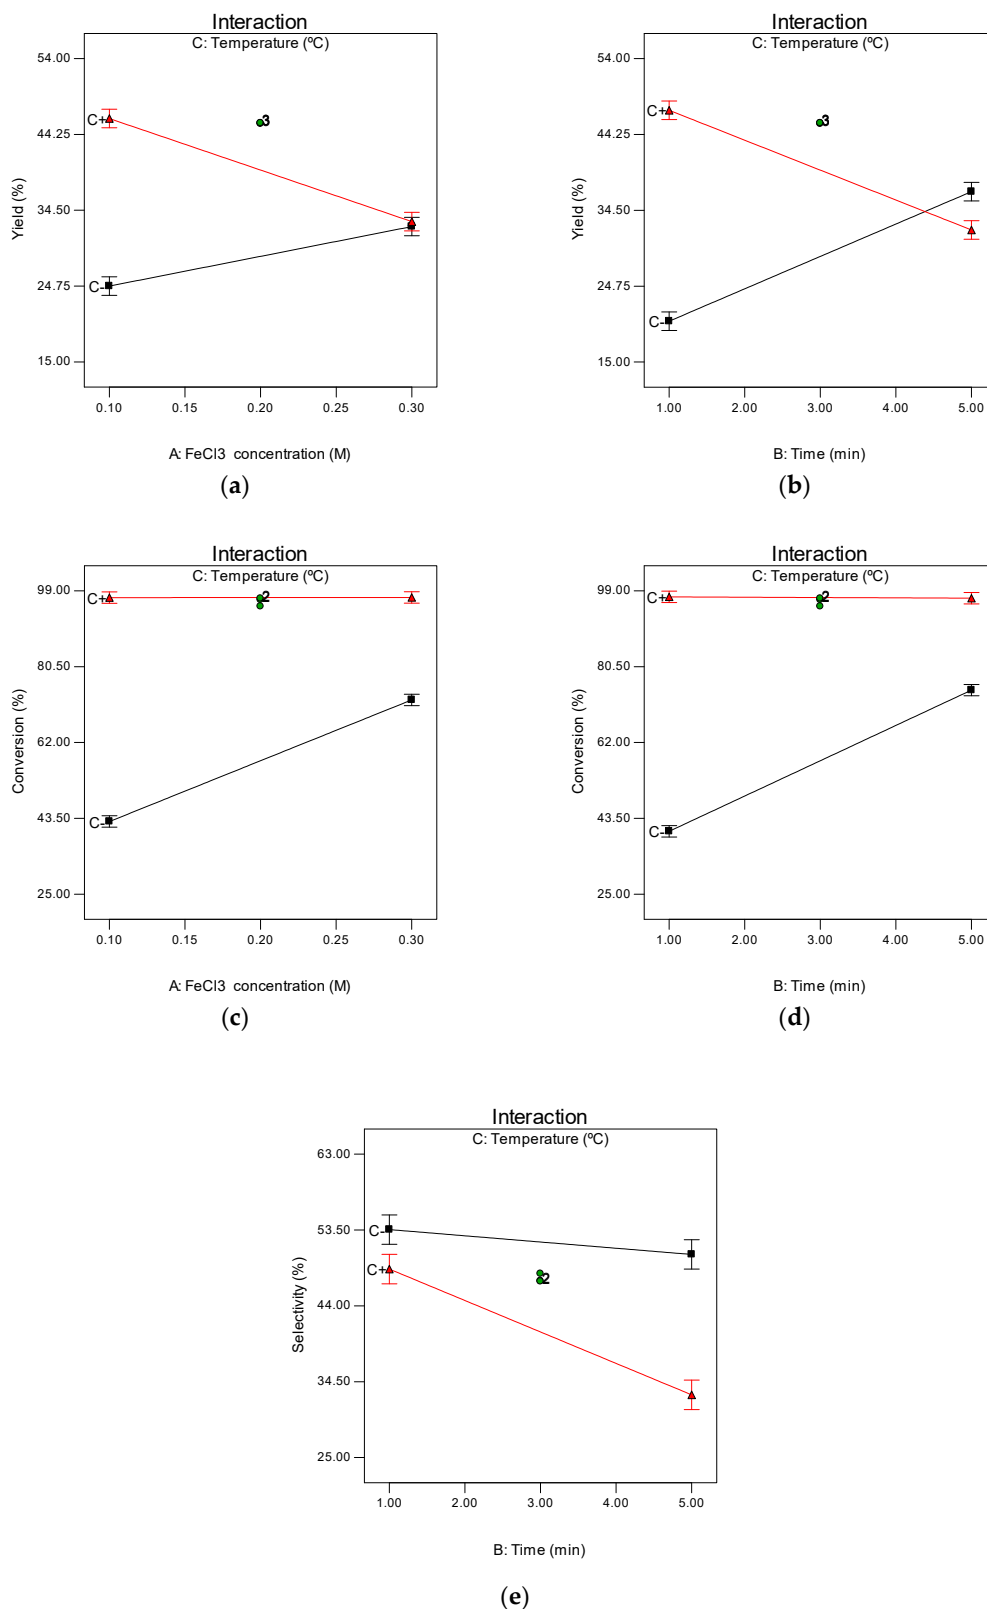 Interaction
C: Temperature (ºC)
54.00
44.25
34.50
24.75
15.00
Yield (%)
C+
C-
3
0.10 0.15 0.20 0.25 0.30
A: FeCl3 concentration (M)
(a)
Interaction
C: Temperature (ºC)
54.00
44.25
34.50
24.75
15.00
Yield (%)
C+
C-
3
1.00 2.00 3.00 4.00 5.00
B: Time (min)
(b)
Interaction
C: Temperature (ºC)
99.00
80.50
62.00
43.50
25.00
Conversion (%)
C+
C-
2
0.10 0.15 0.20 0.25 0.30
A: FeCl3 concentration (M)
(c)
Interaction
C: Temperature (ºC)
99.00
80.50
62.00
43.50
25.00
Conversion (%)
C+
C-
2
1.00 2.00 3.00 4.00 5.00
B: Time (min)
(d)
Interaction
C: Temperature (ºC)
63.00
53.50
44.00
34.50
25.00
Selectivity (%)
C-
C+
2
1.00 2.00 3.00 4.00 5.00
B: Time (min)
(e)